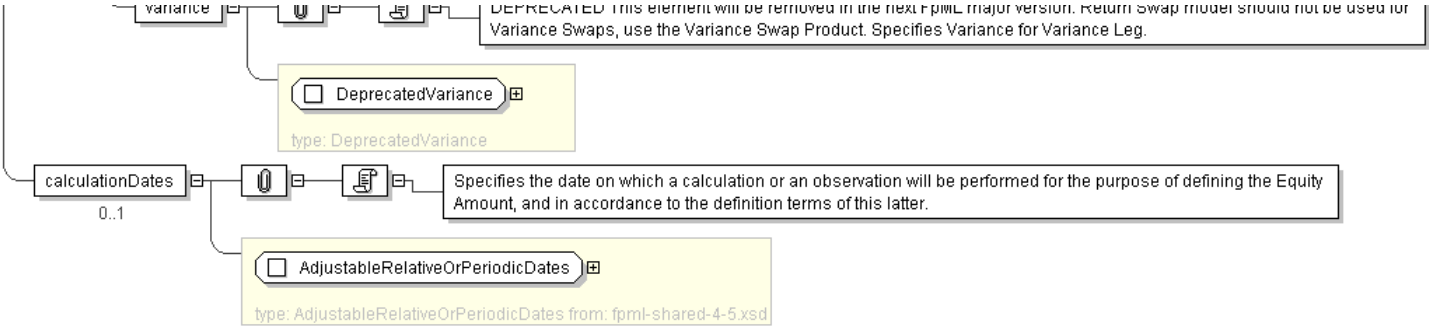 variance
DEPRECATED This element will be removed in the next FpML major version. Return Swap model should not be used for
Variance Swaps, use the Variance Swap Product. Specifies Variance for Variance Leg.
DeprecatedVariance
type: DeprecatedVariance
calculationDates
0..1
Specifies the date on which a calculation or an observation will be performed for the purpose of defining the Equity
Amount, and in accordance to the definition terms of this latter.
AdjustableRelativeOrPeriodicDates
type: AdjustableRelativeOrPeriodicDates from: fpml-shared-4-5.xsd